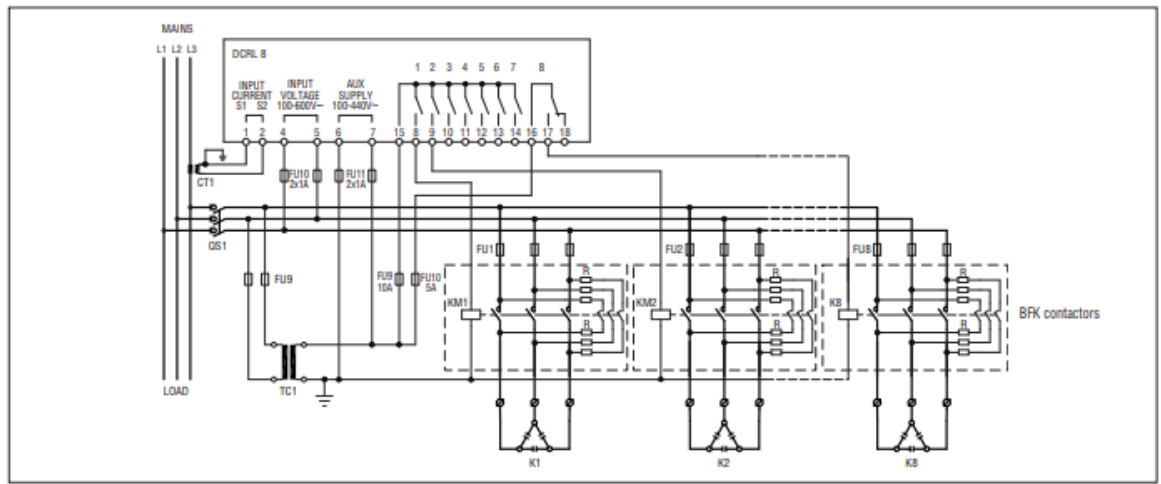 MAINS
L1 L2 L3
DCRL 8
INPUT CURRENT
S1 S2
INPUT VOLTAGE
100-600V~
AUX SUPPLY
100-440V~
1 2 3 4 5 6 7 8
1 2 4 5 6 7 15 8 9 10 11 12 13 14 16 17 18
CT1
FU10
2x1A
FU11
2x1A
QS1
FU9
FU9
10A
FU10
5A
FU1
FU2
FU8
KM1
R
R
KM2
R
R
K8
R
R
BFK contactors
LOAD
TC1
K1
K2
K8